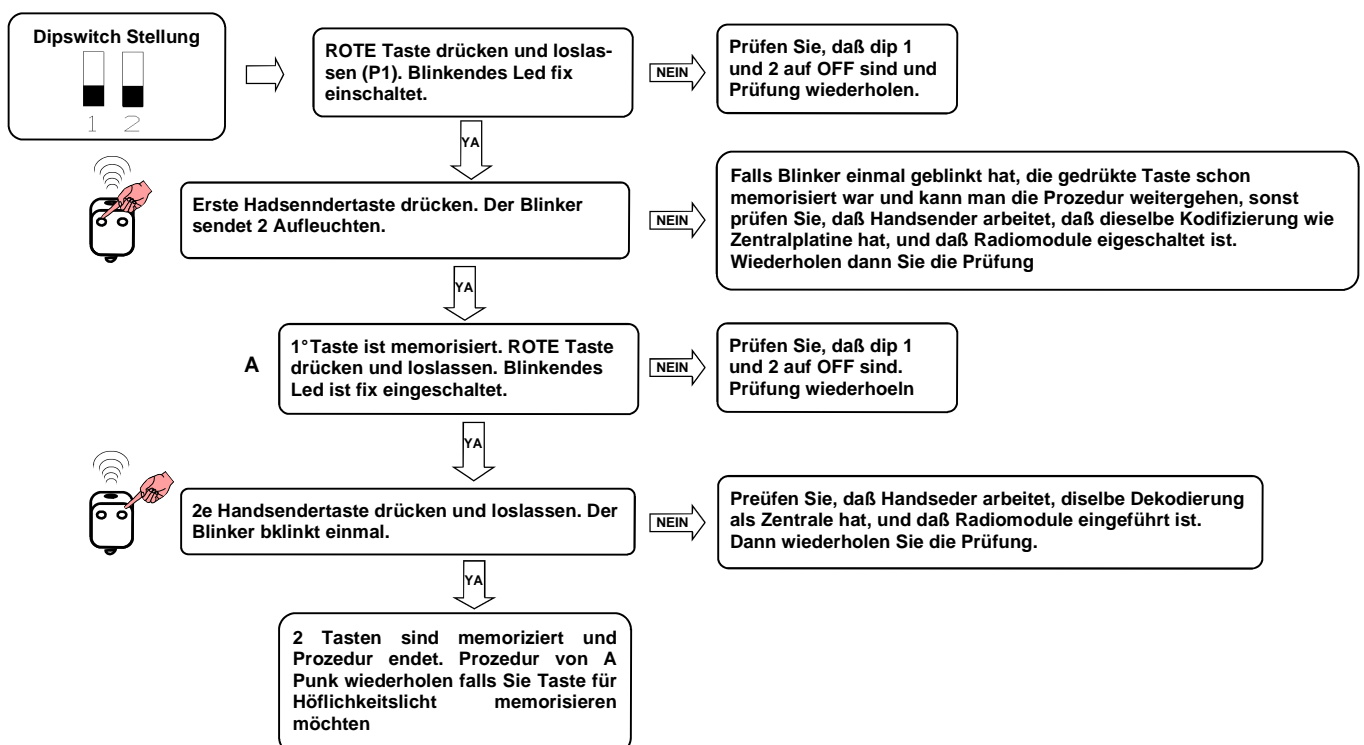 Dipswitch Stellung
1 2
ROTE Taste drücken und loslas-
sen (P1). Blinkendes Led fix
einschaltet.
NEIN
Prüfen Sie, daß dip 1
und 2 auf OFF sind und
Prüfung wiederholen.
YA
Erste Hadsenndertaste drücken. Der Blinker
sendet 2 Aufleuchten.
NEIN
Falls Blinker einmal geblinkt hat, die gedrükte Taste schon
memorisiert war und kann man die Prozedur weitergehen, sonst
prüfen Sie, daß Handsender arbeitet, daß dieselbe Kodifizierung wie
Zentralplatine hat, und daß Radiomodule eigeschaltet ist.
Wiederholen dann Sie die Prüfung
YA
A
1°Taste ist memorisiert. ROTE Taste
drücken und loslassen. Blinkendes
Led ist fix eingeschaltet.
NEIN
Prüfen Sie, daß dip 1
und 2 auf OFF sind.
Prüfung wiederhoeln
YA
2e Handsendertaste drücken und loslassen. Der
Blinker bklinkt einmal.
NEIN
Preüfen Sie, daß Handseder arbeitet, diselbe Dekodierung
als Zentrale hat, und daß Radiomodule eingeführt ist.
Dann wiederholen Sie die Prüfung.
YA
2 Tasten sind memoriziert und
Prozedur endet. Prozedur von A
Punk wiederholen falls Sie Taste für
Höflichkeitslicht memorisieren
möchten